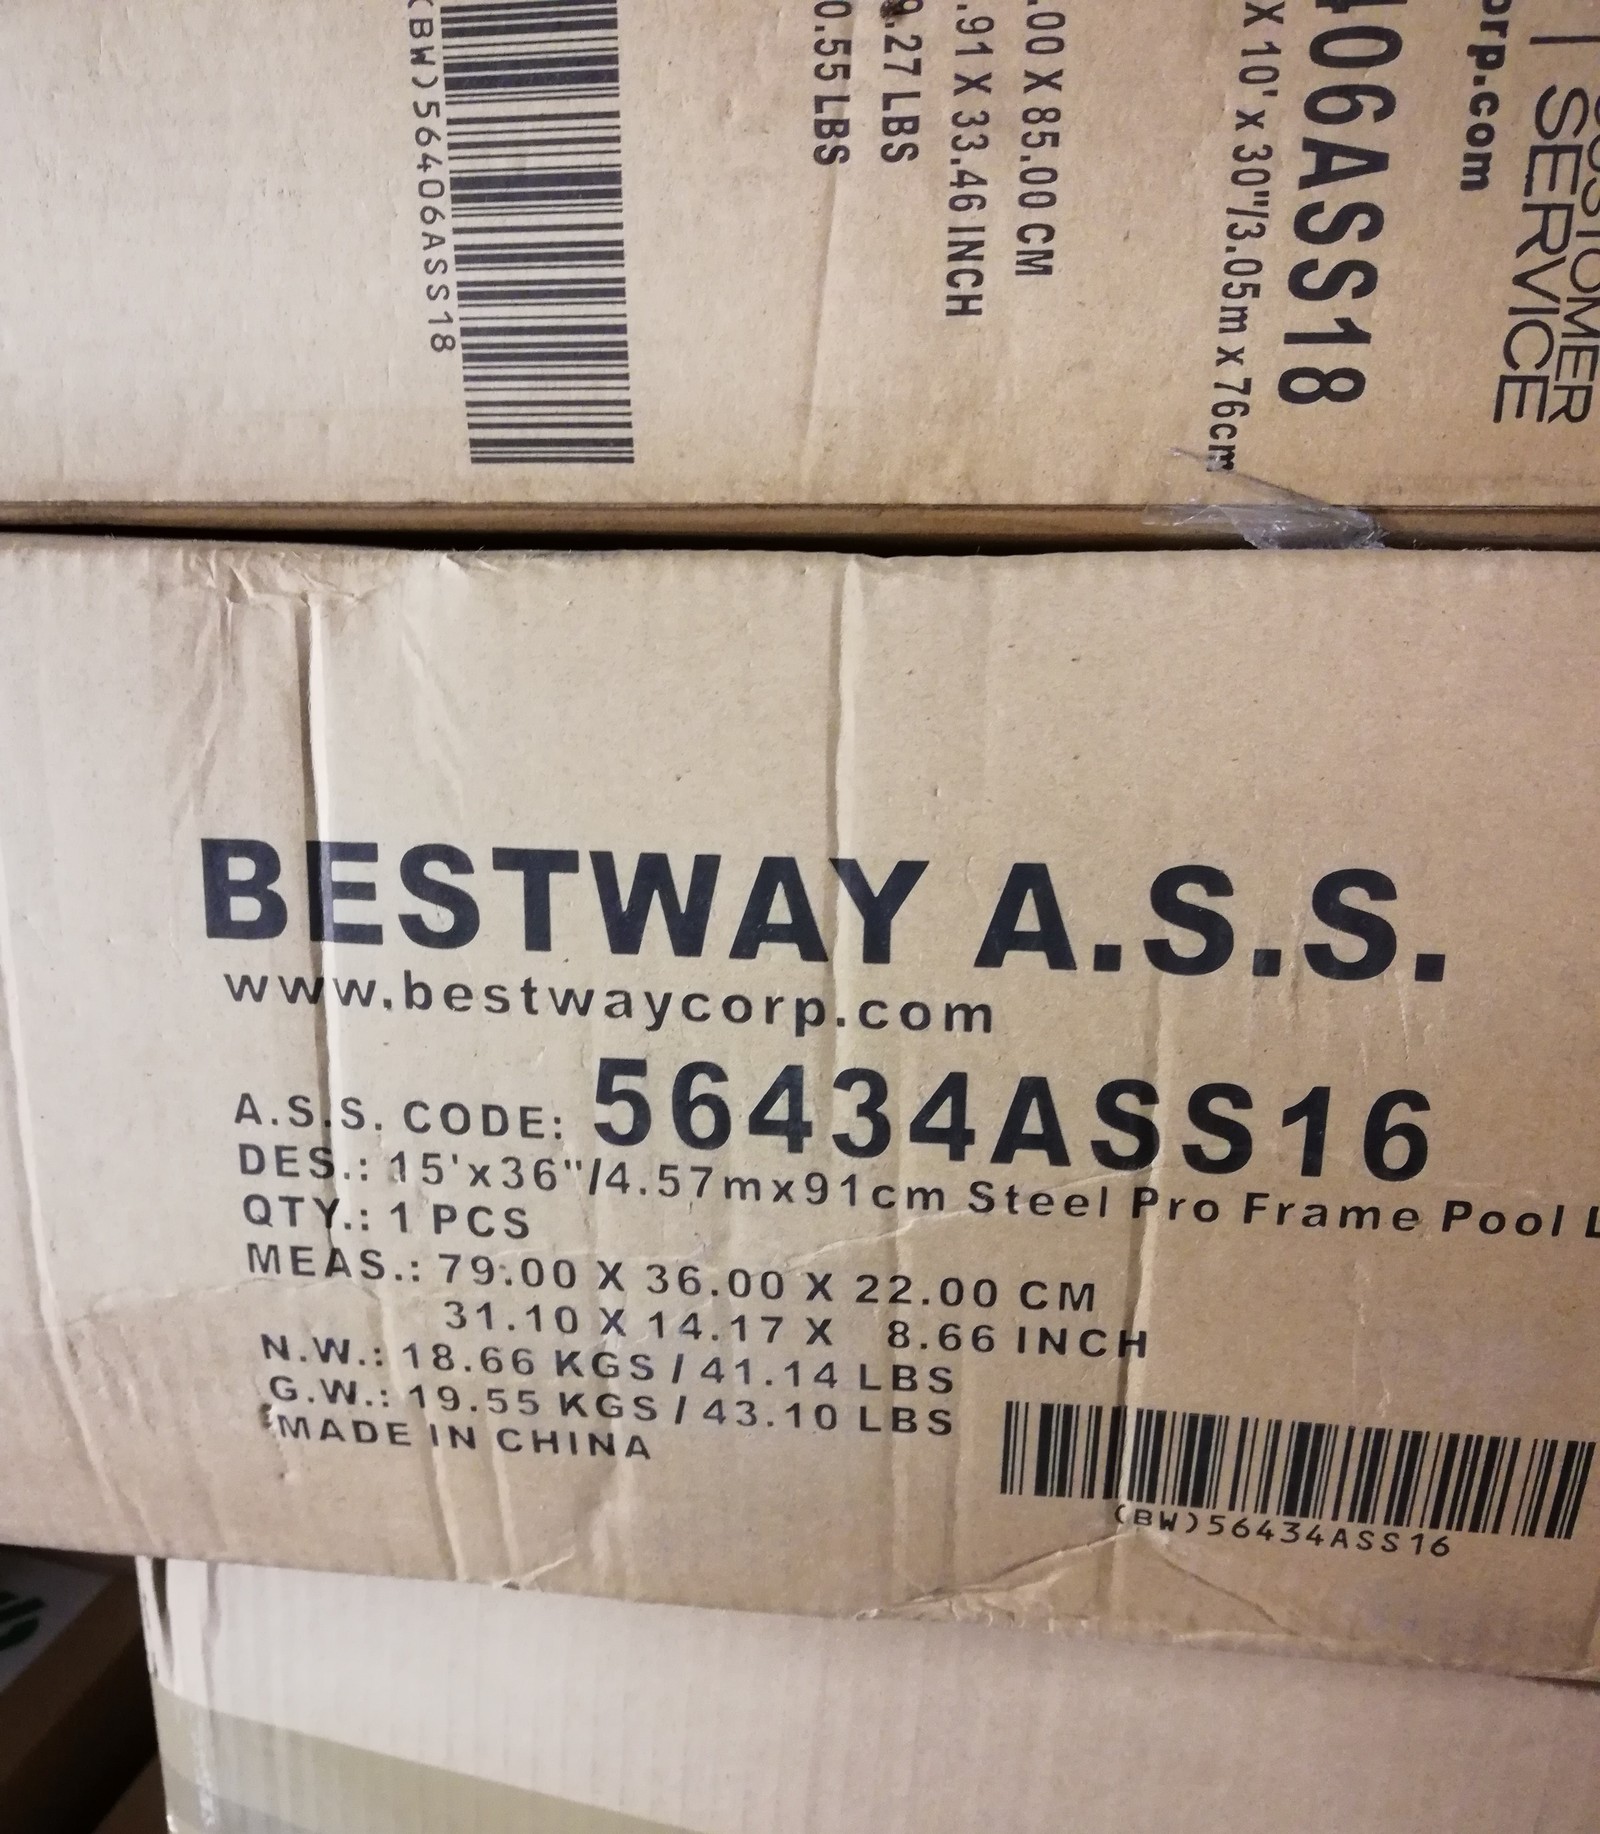 (BW)56406ASS18
0.55 LBS
.27 LBS
.91 X 33.46 INCH
.00 X 85.00 CM
X 10' x 30"/3.05m x 76cm
406ASS18
orp.com
CUSTOMER
SERVICE
BESTWAY A.S.S.
www.bestwaycorp.com
A.S.S. CODE: 56434ASS16
DES.: 15'x36"/4.57mx91cm Steel Pro Frame Pool L
QTY.: 1 PCS
MEAS.: 79.00 X 36.00 X 22.00 CM
31.10 X 14.17 X 8.66 INCH
N.W.: 18.66 KGS / 41.14 LBS
G.W.: 19.55 KGS / 43.10 LBS
MADE IN CHINA
(BW)56434ASS16